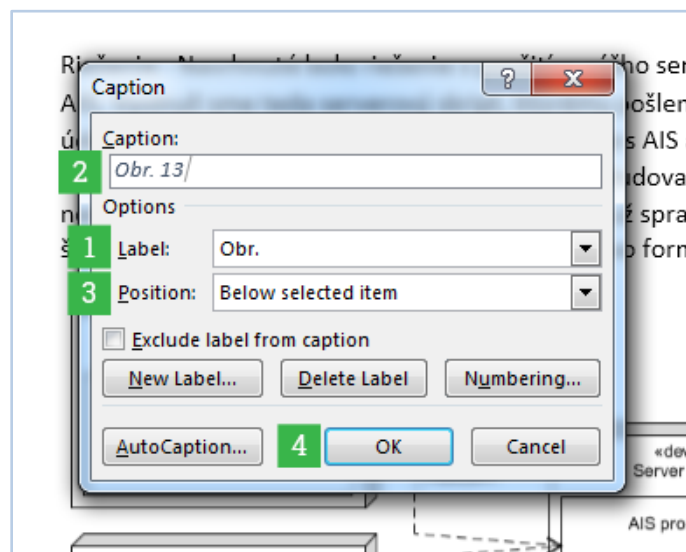 Caption
?
X
Caption:
2
Obr. 13
Options
1
Label:
Obr.
3
Position:
Below selected item
Exclude label from caption
New Label...
Delete Label
Numbering...
AutoCaption...
4
OK
Cancel
AIS
Server
AIS pro